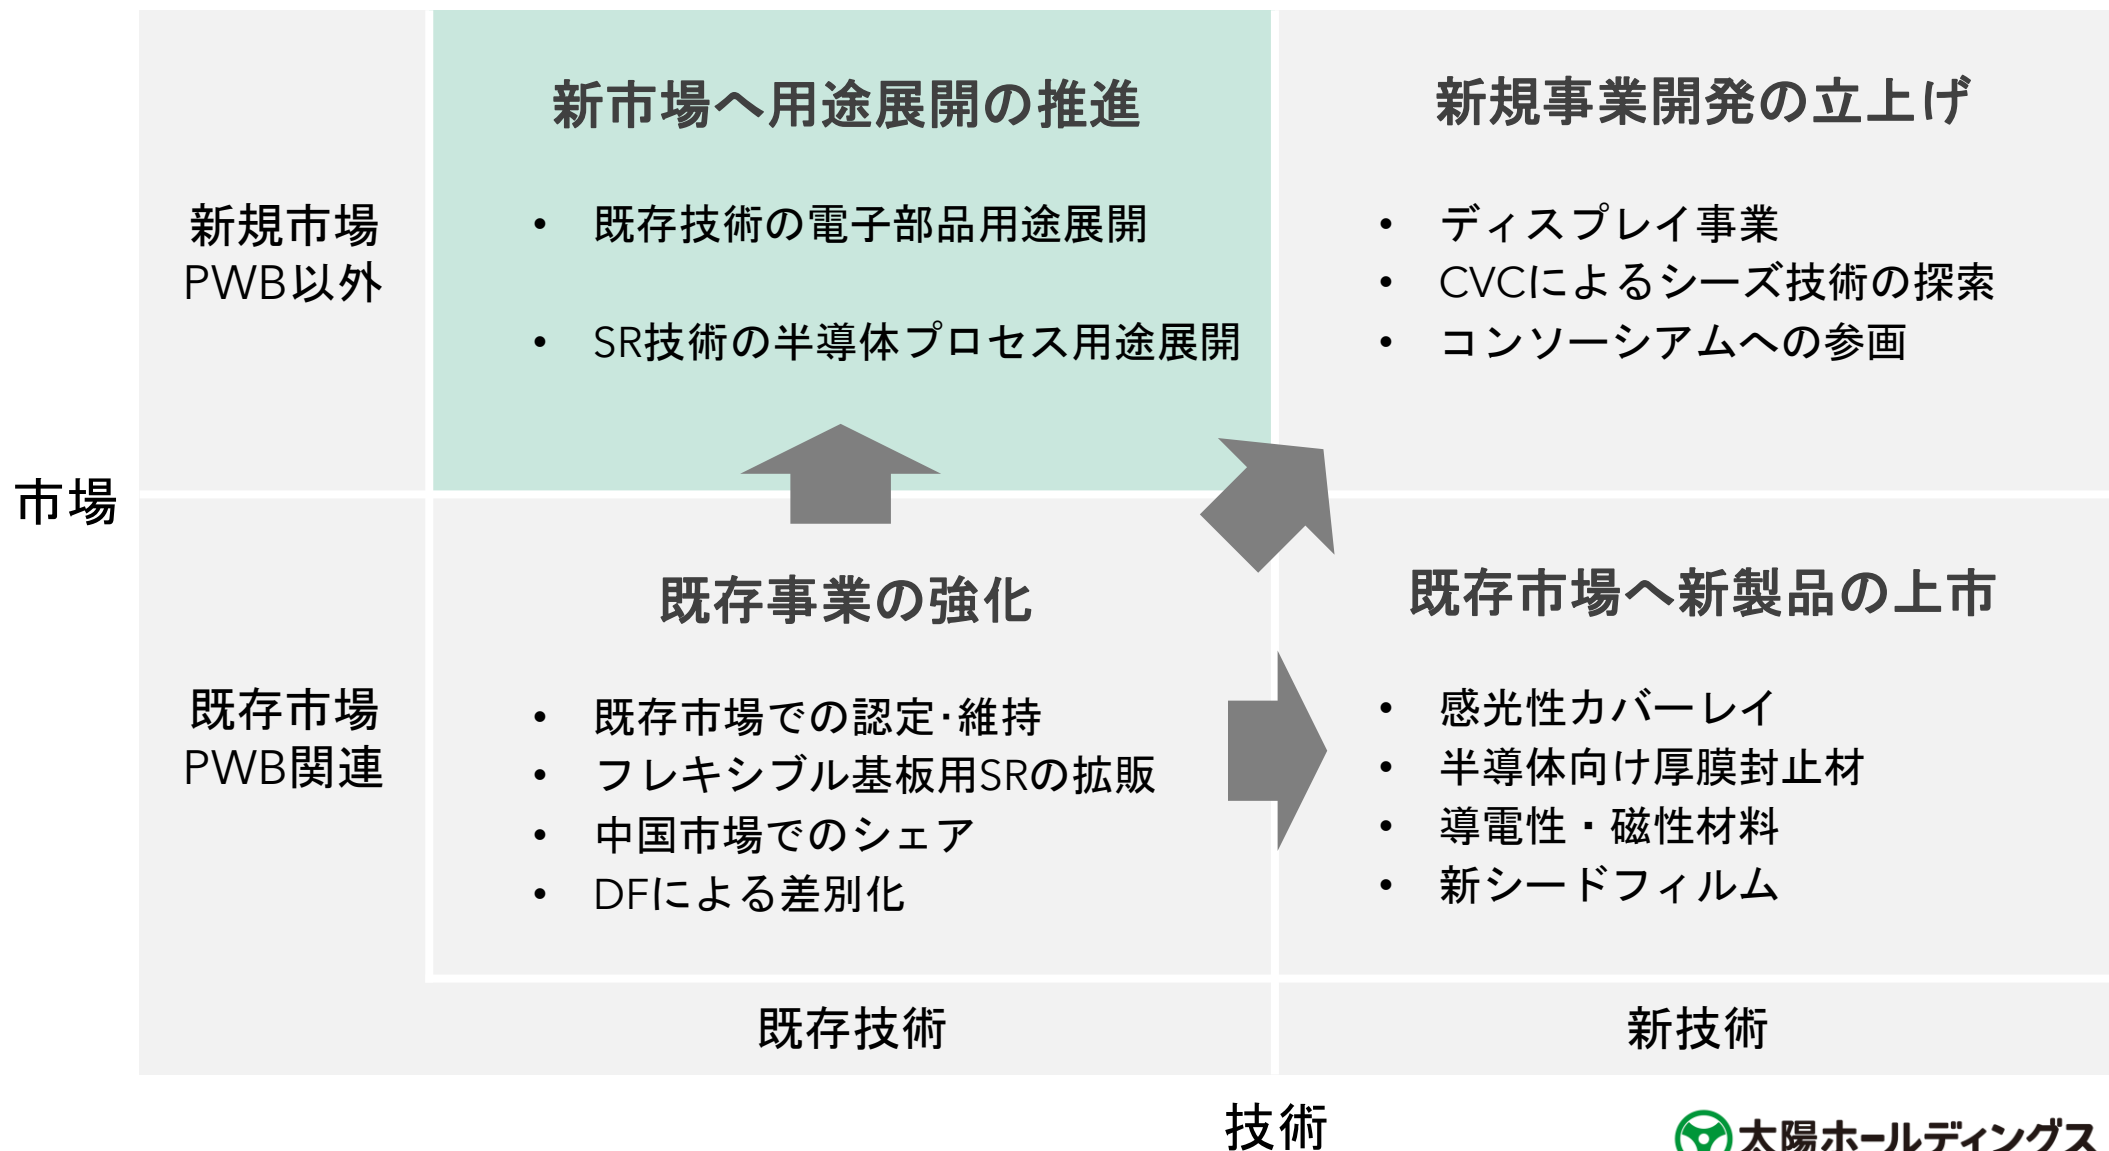 新市場へ用途展開の推進
• 既存技術の電子部品用途展開
• SR技術の半導体プロセス用途展開
新規事業開発の立上げ
• ディスプレイ事業
• CVCによるシーズ技術の探索
• コンソーシアムへの参画
新規市場
PWB以外
市場
既存事業の強化
• 既存市場での認定･維持
• フレキシブル基板用SRの拡販
• 中国市場でのシェア
• DFによる差別化
既存市場へ新製品の上市
• 感光性カバーレイ
• 半導体向け厚膜封止材
• 導電性・磁性材料
• 新シードフィルム
既存市場
PWB関連
既存技術
新技術
技術
太陽ホールディングス